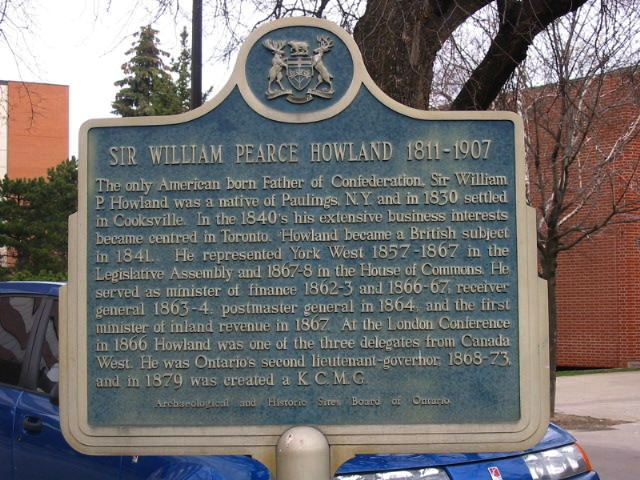 SIR WILLIAM PEARCE HOWLAND 1811-1907
The only American born Father of Confederation, Sir William
P. Howland was a native of Paulings, N.Y. and in 1830 settled
in Cooksville. In the 1840's his extensive business interests
became centred in Toronto. Howland became a British subject
in 1841. He represented York West 1857-1867 in the
Legislative Assembly and 1867-8 in the House of Commons. He
served as minister of finance 1862-3 and 1866-67, receiver
general 1863-4, postmaster general in 1864, and the first
minister of inland revenue in 1867. At the London Conference
in 1866 Howland was one of the three delegates from Canada
West. He was Ontario's second lieutenant-governor, 1868-73,
and in 1879 was created a K.C.M.G.
Archaeological and Historic Sites Board of Ontario